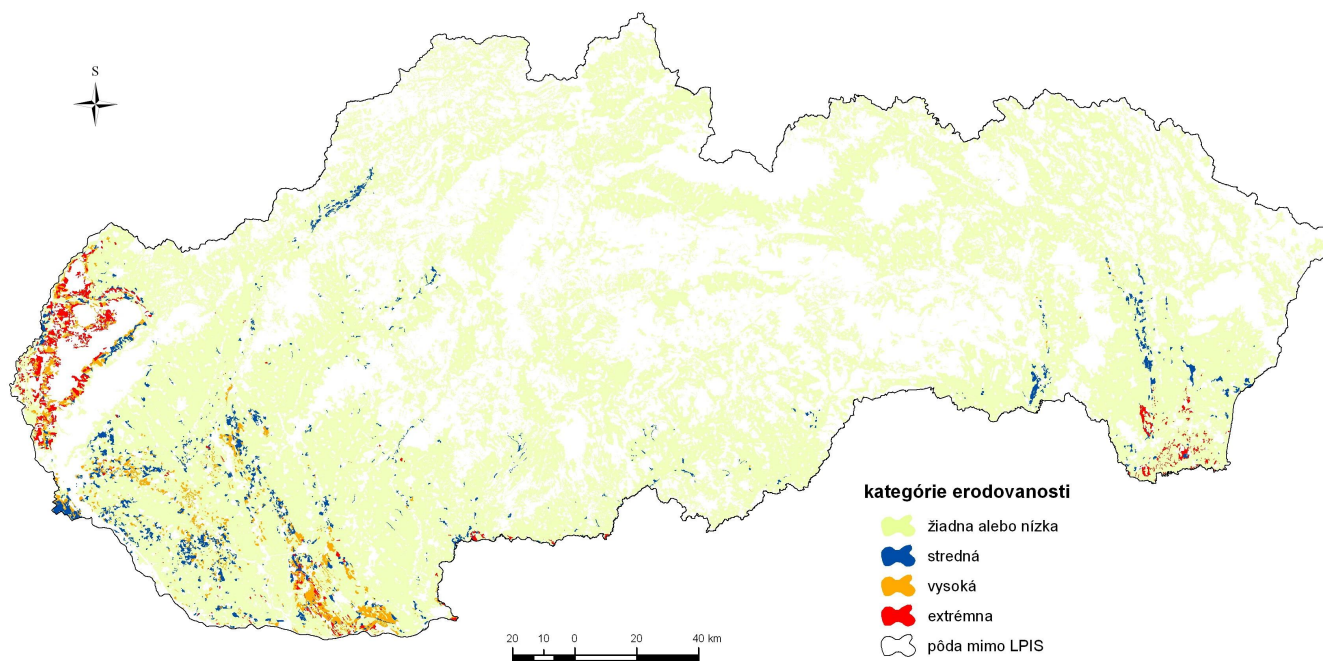 S
kategórie erodovanosti
žiadna alebo nízka
stredná
vysoká
extrémna
pôda mimo LPIS
20 10 0 20 40 km